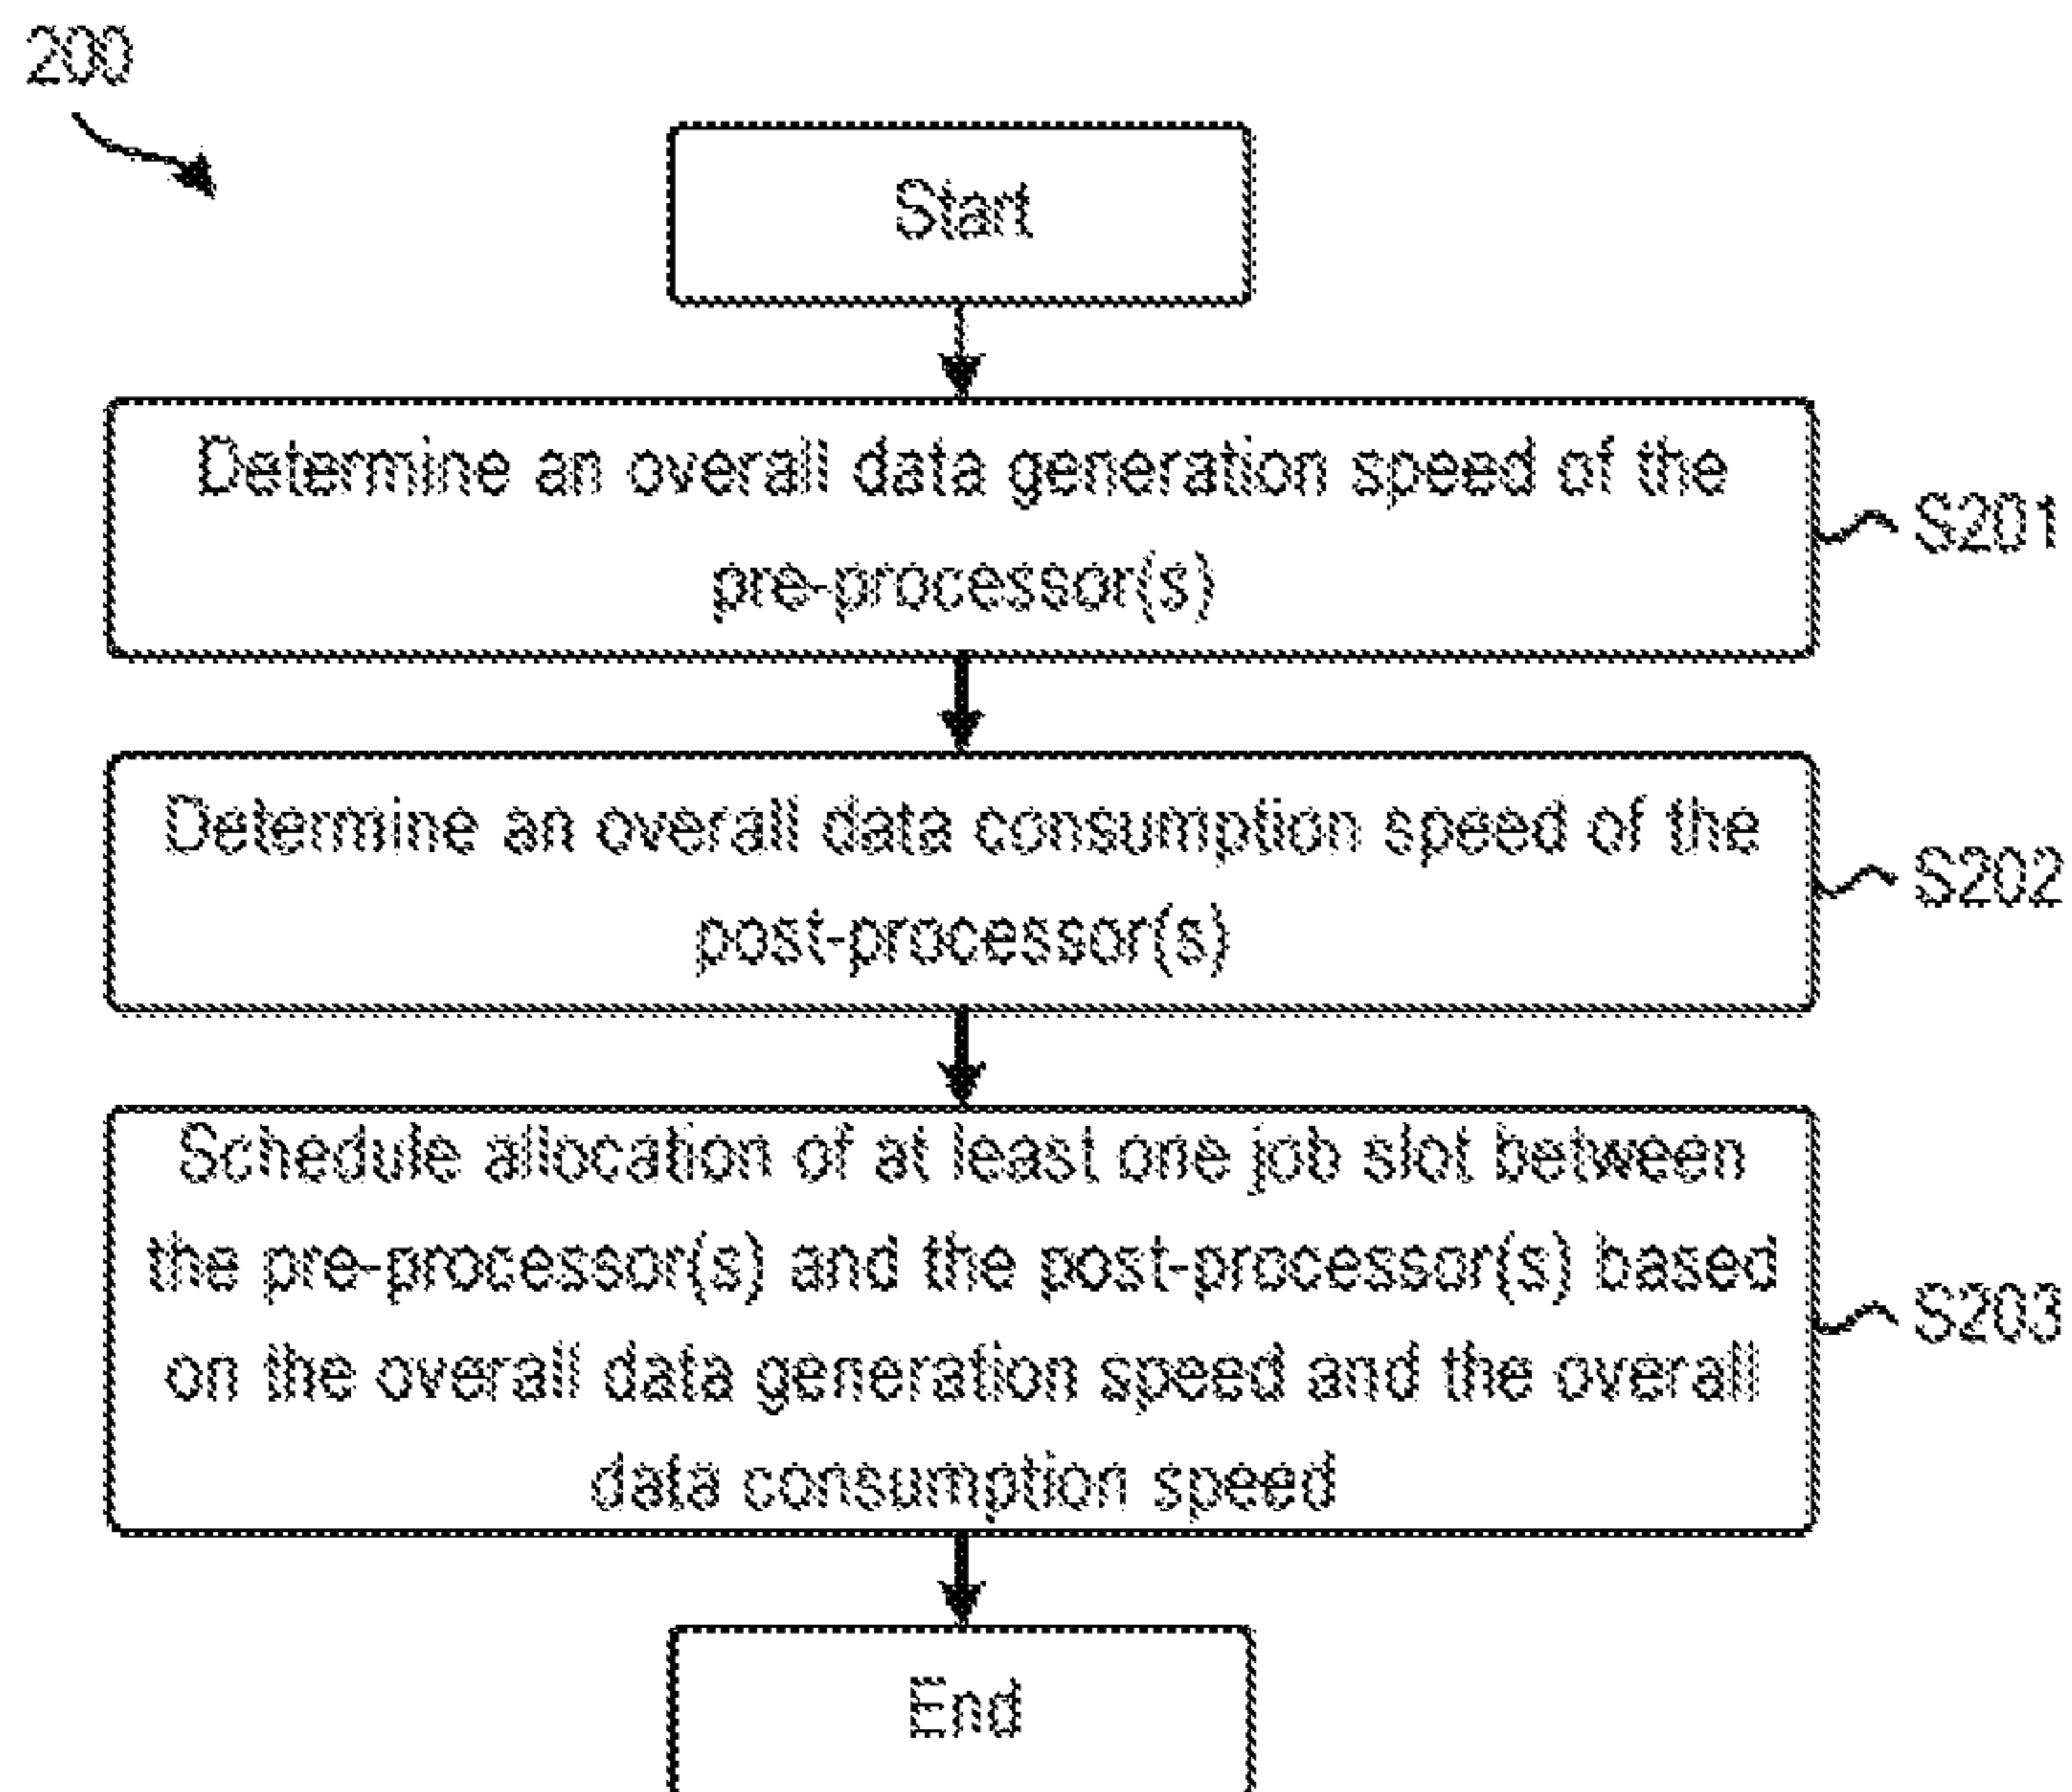 200
Start
Determine an overall data generation speed of the
pre-processor(s)
S201
Determine an overall data consumption speed of the
post-processor(s)
S202
Schedule allocation of at least one job slot between
the pre-processor(s) and the post-processor(s) based
on the overall data generation speed and the overall
data consumption speed
S203
End